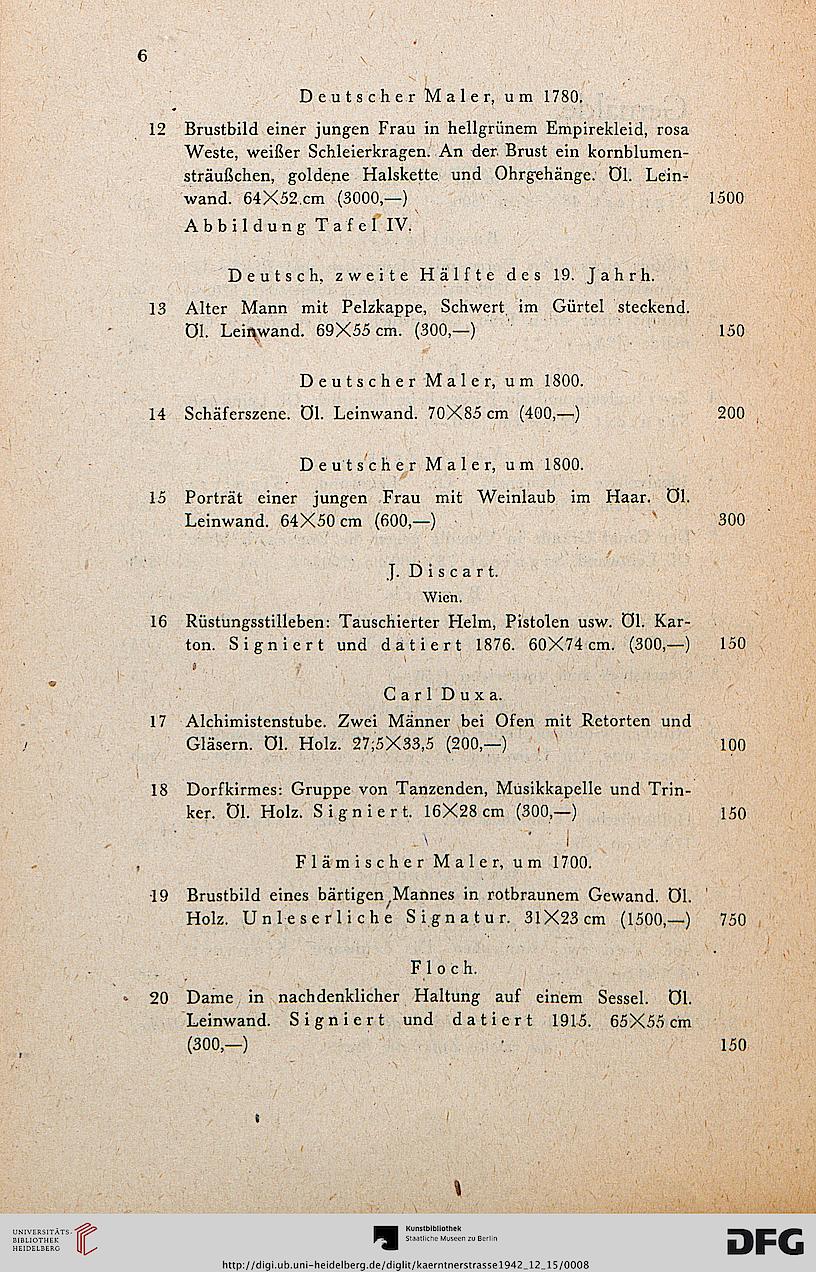 6
Deutscher Maler, um 1780.
12 Brustbild einer jungen Frau in hellgrünem Empirekleid, rosa
Weste, weißer Schleierkragen. An der Brust ein kornblumen-
sträußchen, goldene Halskette und Ohrgehänge. Öl. Lein-
wand. 64×52 cm (3000,—) 1500
Abbildung Tafel IV.
Deutsch, zweite Hälfte des 19. Jahrh.
13 Alter Mann mit Pelzkappe, Schwert im Gürtel steckend.
Öl. Leinwand. 69×55 cm. (300,—) 150
Deutscher Maler, um 1800.
14 Schäferszene. Öl. Leinwand. 70×85 cm (400,—) 200
Deutscher Maler, um 1800.
15 Porträt einer jungen Frau mit Weinlaub im Haar. Öl.
Leinwand. 64×50 cm (600,—) 300
J. Discart.
Wien.
16 Rüstungsstilleben: Tauschierter Helm, Pistolen usw. Öl. Kar-
ton. Signiert und datiert 1876. 60×74 cm. (300,—) 150
Carl Duxa.
17 Alchimistenstube. Zwei Männer bei Ofen mit Retorten und
Gläsern. Öl. Holz. 27,5×33,5 (200,—) 100
18 Dorfkirmes: Gruppe von Tanzenden, Musikkapelle und Trin-
ker. Öl. Holz. Signiert. 16×28 cm (300,—) 150
Flämischer Maler, um 1700.
19 Brustbild eines bärtigen Mannes in rotbraunem Gewand. Öl.
Holz. Unleserliche Signatur. 31×23 cm (1500,—) 750
Floch.
20 Dame in nachdenklicher Haltung auf einem Sessel. Öl.
Leinwand. Signiert und datiert 1915. 65×55 cm
(300,—) 150
UNIVERSITÄTS-
BIBLIOTHEK
HEIDELBERG
Kunstbibliothek
Staatliche Museen zu Berlin
DFG
http://digi.ub.uni-heidelberg.de/diglit/kaerntnerstrasse1942_12_15/0008